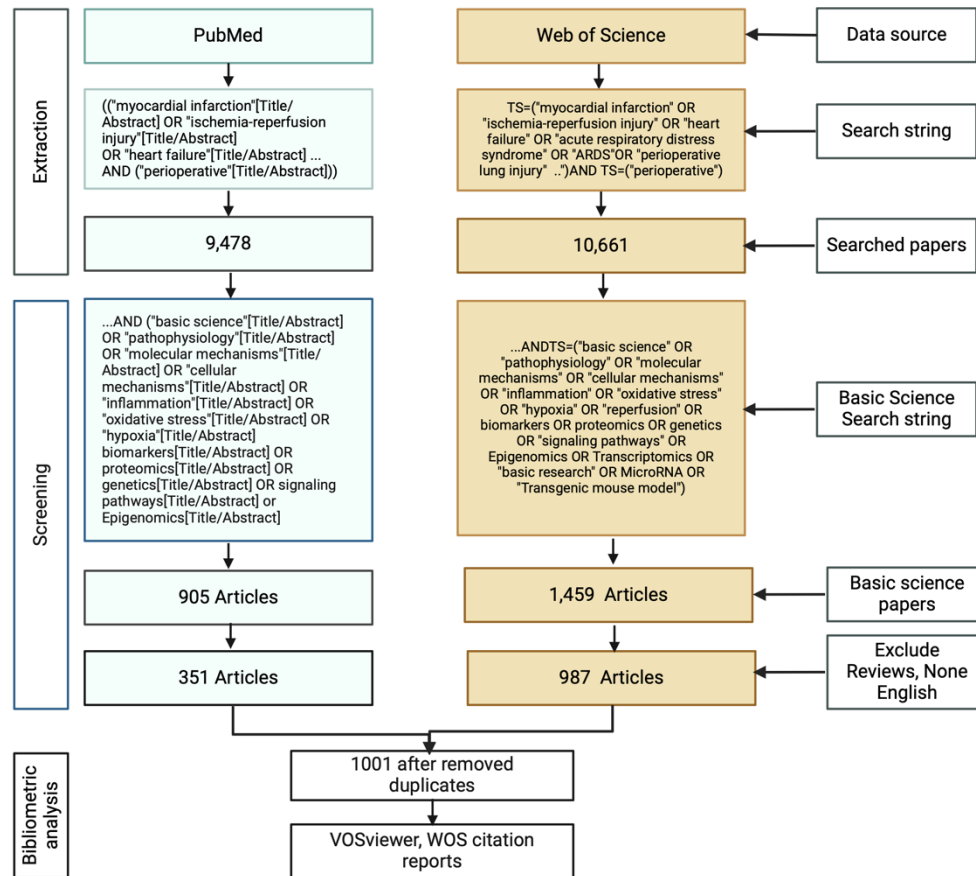 PubMed
Web of Science
Data source
Extraction
(("myocardial infarction"[Title/
Abstract] OR "ischemia-reperfusion
injury"[Title/Abstract]
OR "heart failure"[Title/Abstract] ...
AND ("perioperative"[Title/Abstract]))
TS=("myocardial infarction" OR
"ischemia-reperfusion injury" OR "heart
failure" OR "acute respiratory distress
syndrome" OR "ARDS"OR "perioperative
lung injury" ..")AND TS=("perioperative")
Search string
9,478
10,661
Searched papers
Screening
...AND ("basic science"[Title/Abstract]
OR "pathophysiology"[Title/Abstract]
OR "molecular mechanisms"[Title/
Abstract] OR "cellular
mechanisms"[Title/Abstract] OR
"inflammation"[Title/Abstract] OR
"oxidative stress"[Title/Abstract] OR
"hypoxia"[Title/Abstract]
biomarkers[Title/Abstract] OR
proteomics[Title/Abstract] OR
genetics[Title/Abstract] OR signaling
pathways[Title/Abstract] or
Epigenomics[Title/Abstract]
...ANDTS=("basic science" OR
"pathophysiology" OR "molecular
mechanisms" OR "cellular mechanisms"
OR "inflammation" OR "oxidative stress"
OR "hypoxia" OR "reperfusion" OR
biomarkers OR proteomics OR genetics
OR "signaling pathways" OR
Epigenomics OR Transcriptomics OR
"basic research" OR MicroRNA OR
"Transgenic mouse model")
Basic Science
Search string
905 Articles
1,459 Articles
Basic science
papers
351 Articles
987 Articles
Exclude
Reviews, None
English
Bibliometric
analysis
1001 after removed
duplicates
VOSviewer, WOS citation
reports